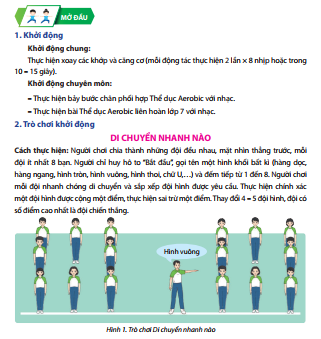 MỞ ĐẦU
1. Khởi động
Khởi động chung:
Thực hiện xoay các khớp và căng cơ (mỗi động tác thực hiện 2 lần × 8 nhịp hoặc trong
10 – 15 giây).
Khởi động chuyên môn:
– Thực hiện bảy bước chân phối hợp Thể dục Aerobic với nhạc.
– Thực hiện bài Thể dục Aerobic liên hoàn lớp 7 với nhạc.
2. Trò chơi khởi động
DI CHUYỂN NHANH NÀO
Cách thực hiện: Người chơi chia thành những đội đều nhau, mặt nhìn thẳng trước, mỗi
đội ít nhất 8 bạn. Người chỉ huy hô to "Bắt đầu", gọi tên một hình khối bất kì (hàng dọc,
hàng ngang, hình tròn, hình vuông, hình thoi, chữ U,...) và đếm tiếp từ 1 đến 8. Người chơi
mỗi đội nhanh chóng di chuyển và sắp xếp đội hình được yêu cầu. Thực hiện chính xác
một đội hình được cộng một điểm, thực hiện sai trừ một điểm. Thay đổi 4 – 5 đội hình, đội có
số điểm cao nhất là đội chiến thắng.
Hình vuông
Hình 1. Trò chơi Di chuyển nhanh nào